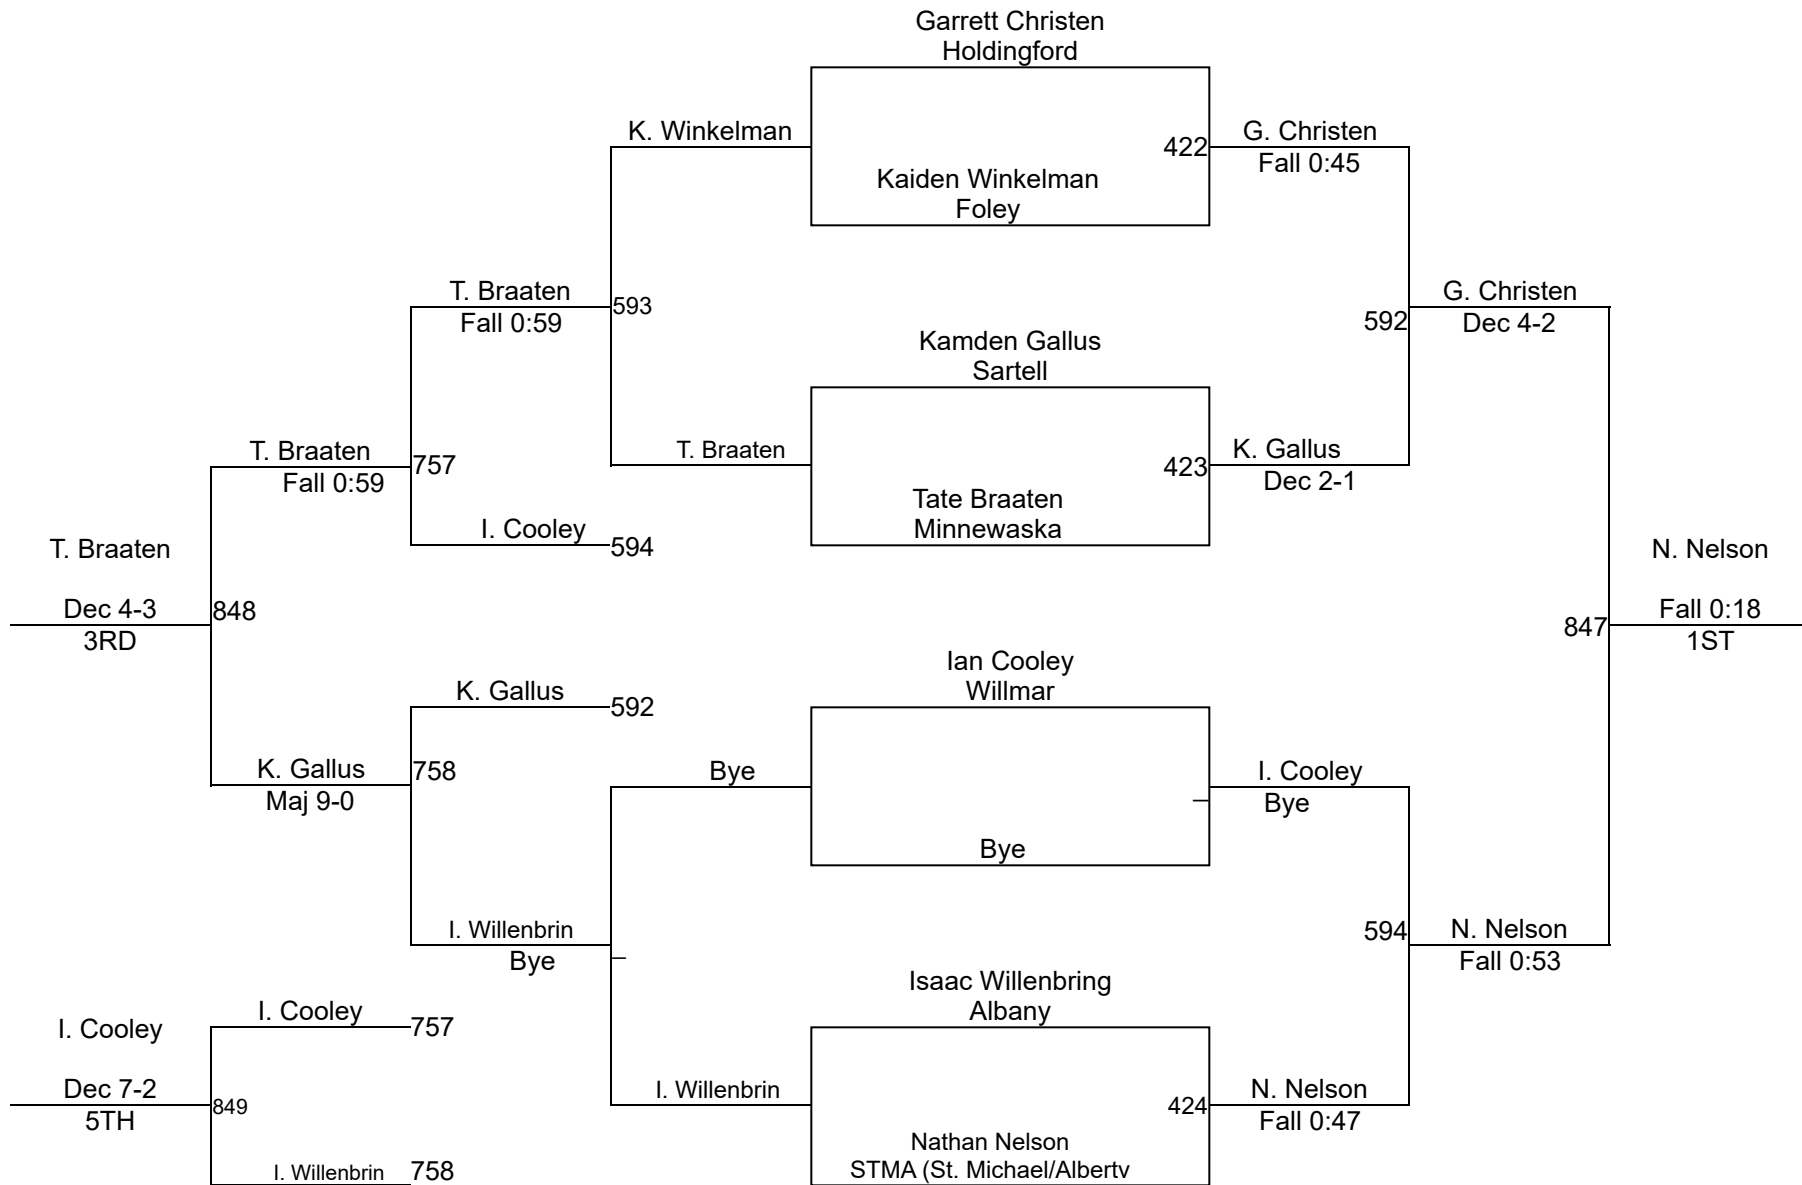 Garrett Christen
Holdingford
K. Winkelman
422
G. Christen
Fall 0:45
Kaiden Winkelman
Foley
T. Braaten
Fall 0:59
593
G. Christen
Dec 4-2
592
Kamden Gallus
Sartell
T. Braaten
Fall 0:59
757
T. Braaten
423
K. Gallus
Dec 2-1
Tate Braaten
Minnewaska
I. Cooley
594
T. Braaten
Dec 4-3
3RD
848
N. Nelson
Fall 0:18
1ST
847
Ian Cooley
Willmar
K. Gallus
592
K. Gallus
Maj 9-0
758
Bye
I. Cooley
Bye
Bye
I. Willenbrin
Bye
594
N. Nelson
Fall 0:53
Isaac Willenbring
Albany
I. Cooley
757
I. Cooley
Dec 7-2
5TH
849
I. Willenbrin
424
N. Nelson
Fall 0:47
Nathan Nelson
STMA (St. Michael/Albertv
I. Willenbrin
758